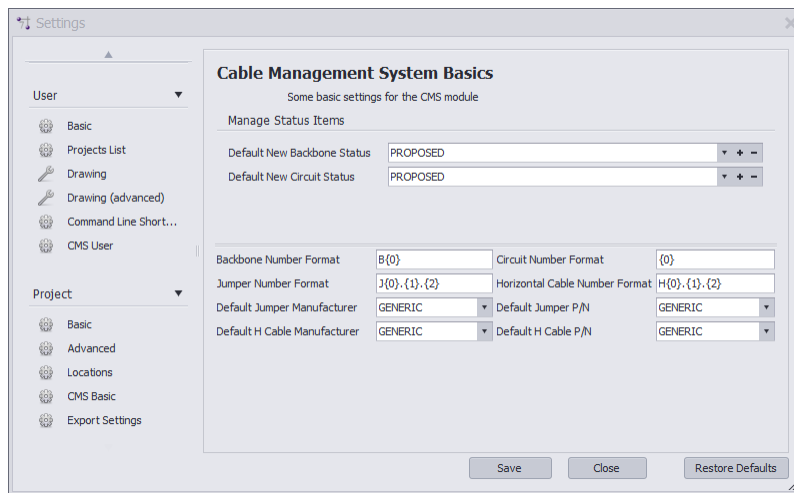 Settings
User
Basic
Projects List
Drawing
Drawing (advanced)
Command Line Short...
CMS User
Project
Basic
Advanced
Locations
CMS Basic
Export Settings
Cable Management System Basics
Some basic settings for the CMS module
Manage Status Items
Default New Backbone Status PROPOSED
Default New Circuit Status PROPOSED
Backbone Number Format B{0} Circuit Number Format {0}
Jumper Number Format J{0}.{1}.{2} Horizontal Cable Number Format H{0}.{1}.{2}
Default Jumper Manufacturer GENERIC Default Jumper P/N GENERIC
Default H Cable Manufacturer GENERIC Default H Cable P/N GENERIC
Save Close Restore Defaults